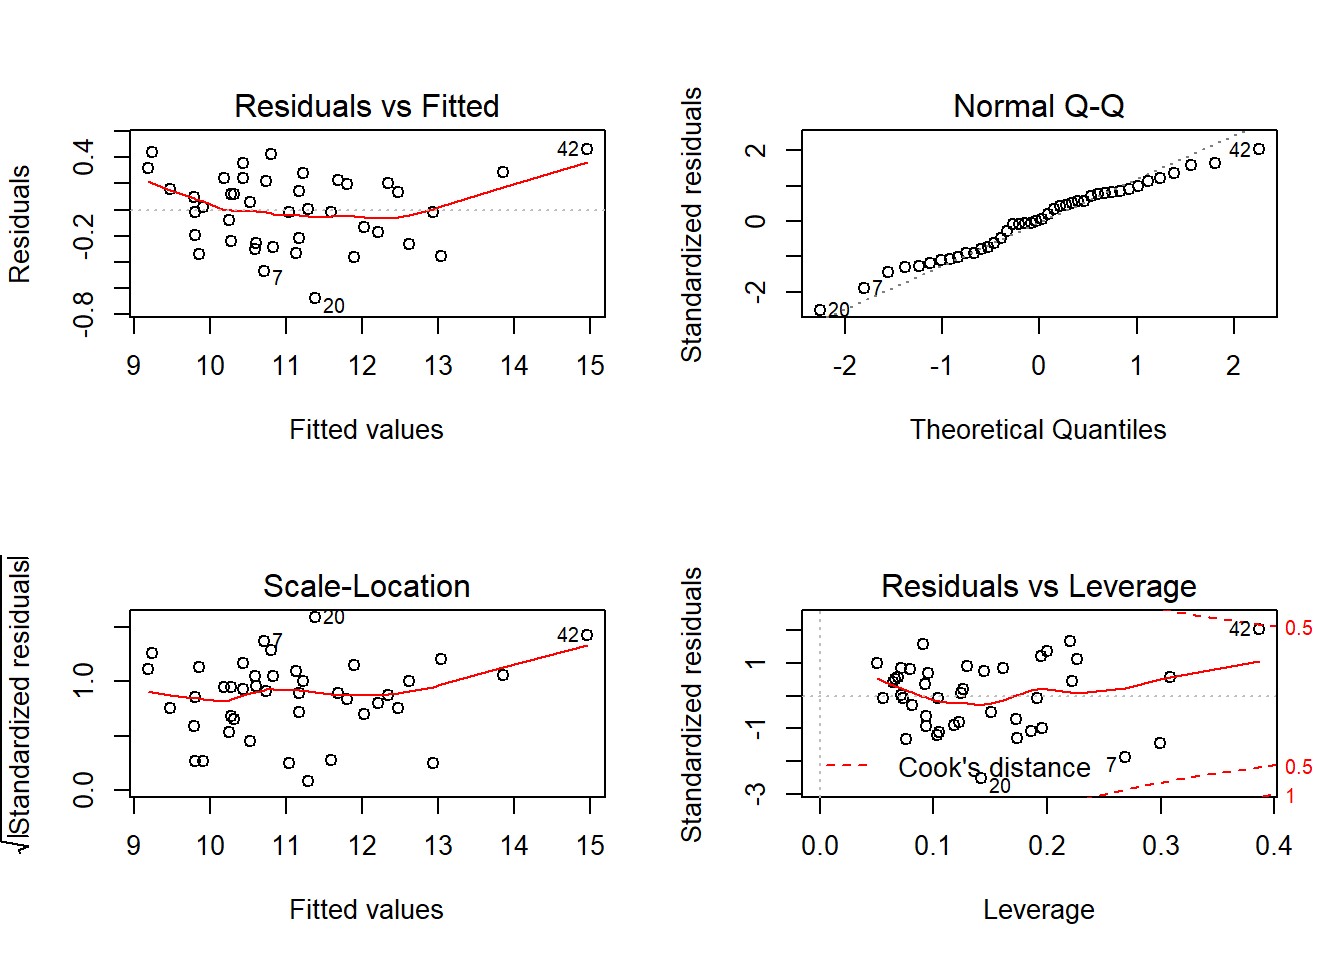 Residuals vs Fitted
Residuals
0.4
-0.2
-0.8
42
7
20
9 10 11 12 13 14 15
Fitted values
Normal Q-Q
Standardized residuals
2
0
-2
42
7
20
-2 -1 0 1 2
Theoretical Quantiles
Scale-Location
√|Standardized residuals|
1.0
0.0
20
7
42
9 10 11 12 13 14 15
Fitted values
Residuals vs Leverage
Standardized residuals
1
-1
-3
42
0.5
Cook's distance
7
0.5
20
1
0.0 0.1 0.2 0.3 0.4
Leverage